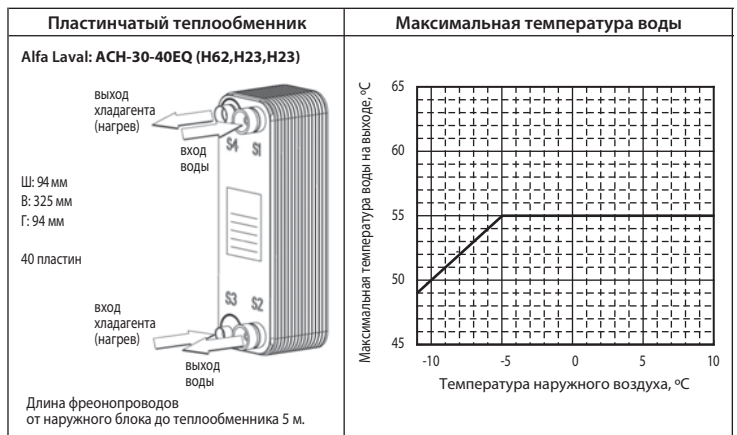 Пластинчатый теплообменник
Alfa Laval: ACH-30-40EQ (H62,H23,H23)
выход
хладагента
(нагрев)
вход
воды
S4 S1
Ш: 94 мм
В: 325 мм
Г: 94 мм
40 пластин
S3 S2
вход
хладагента
(нагрев)
выход
воды
Длина фреонопроводов
от наружного блока до теплообменника 5 м.
Максимальная температура воды
Максимальная температура воды на выходе, ºC
65
60
55
50
45
-10 -5 0 5 10
Температура наружного воздуха, ºC